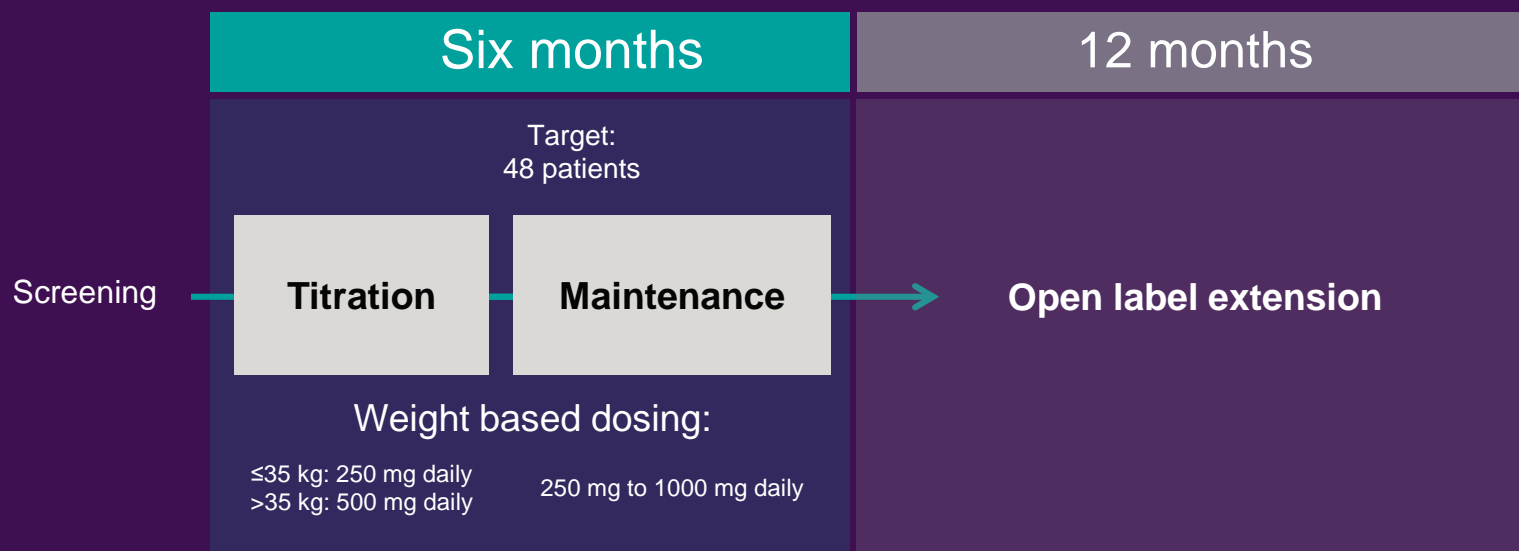 Six months
12 months
Target:
48 patients
Screening
Titration
Maintenance
Open label extension
Weight based dosing:
≤35 kg: 250 mg daily
>35 kg: 500 mg daily
250 mg to 1000 mg daily